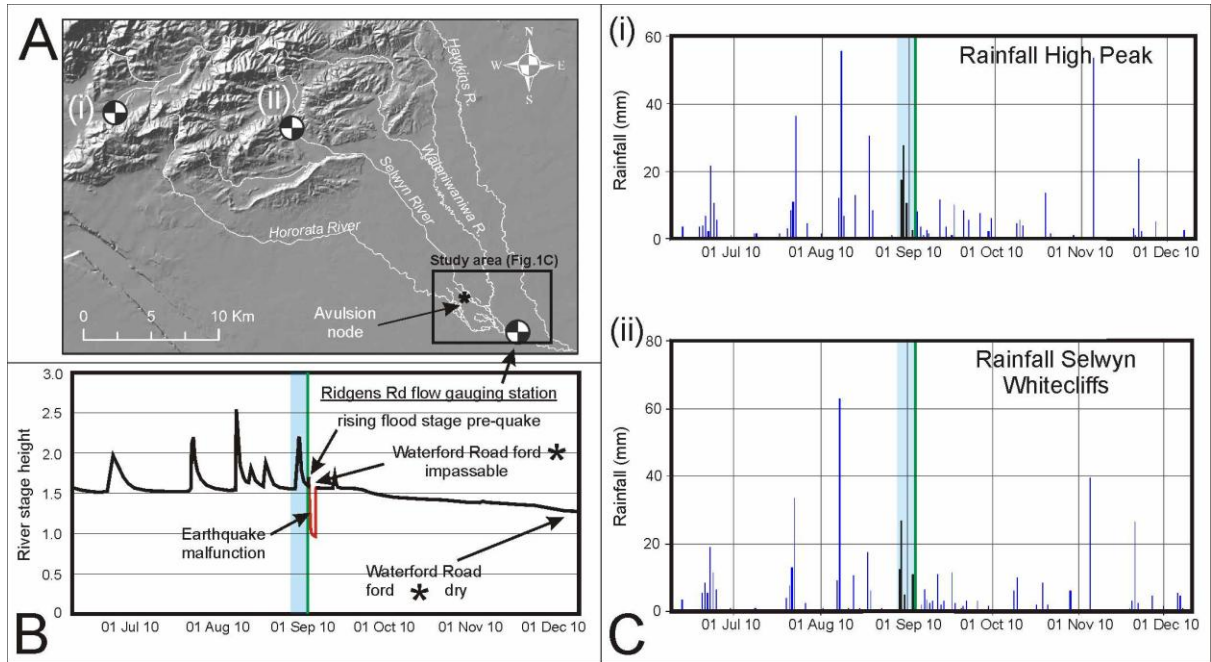 A
(i)
(ii)
N
W
E
S
Hawkins R.
Waianiwaniwa R.
Selwyn River
Hororata River
Study area (Fig.1C)
*
Avulsion
node
0 5 10 Km
B
3.0
2.5
2.0
1.5
1.0
1.5
0
River stage height
Ridgens Rd flow gauging station
rising flood stage pre-quake
Waterford Road ford *
impassable
Earthquake
malfunction
Waterford Road
ford * dry
01 Jul 10 01 Aug 10 01 Sep 10 01 Oct 10 01 Nov 10 01 Dec 10
C
(i)
Rainfall High Peak
60
40
20
0
Rainfall (mm)
01 Jul 10 01 Aug 10 01 Sep 10 01 Oct 10 01 Nov 10 01 Dec 10
(ii)
Rainfall Selwyn
Whitecliffs
80
60
40
20
0
Rainfall (mm)
01 Jul 10 01 Aug 10 01 Sep 10 01 Oct 10 01 Nov 10 01 Dec 10